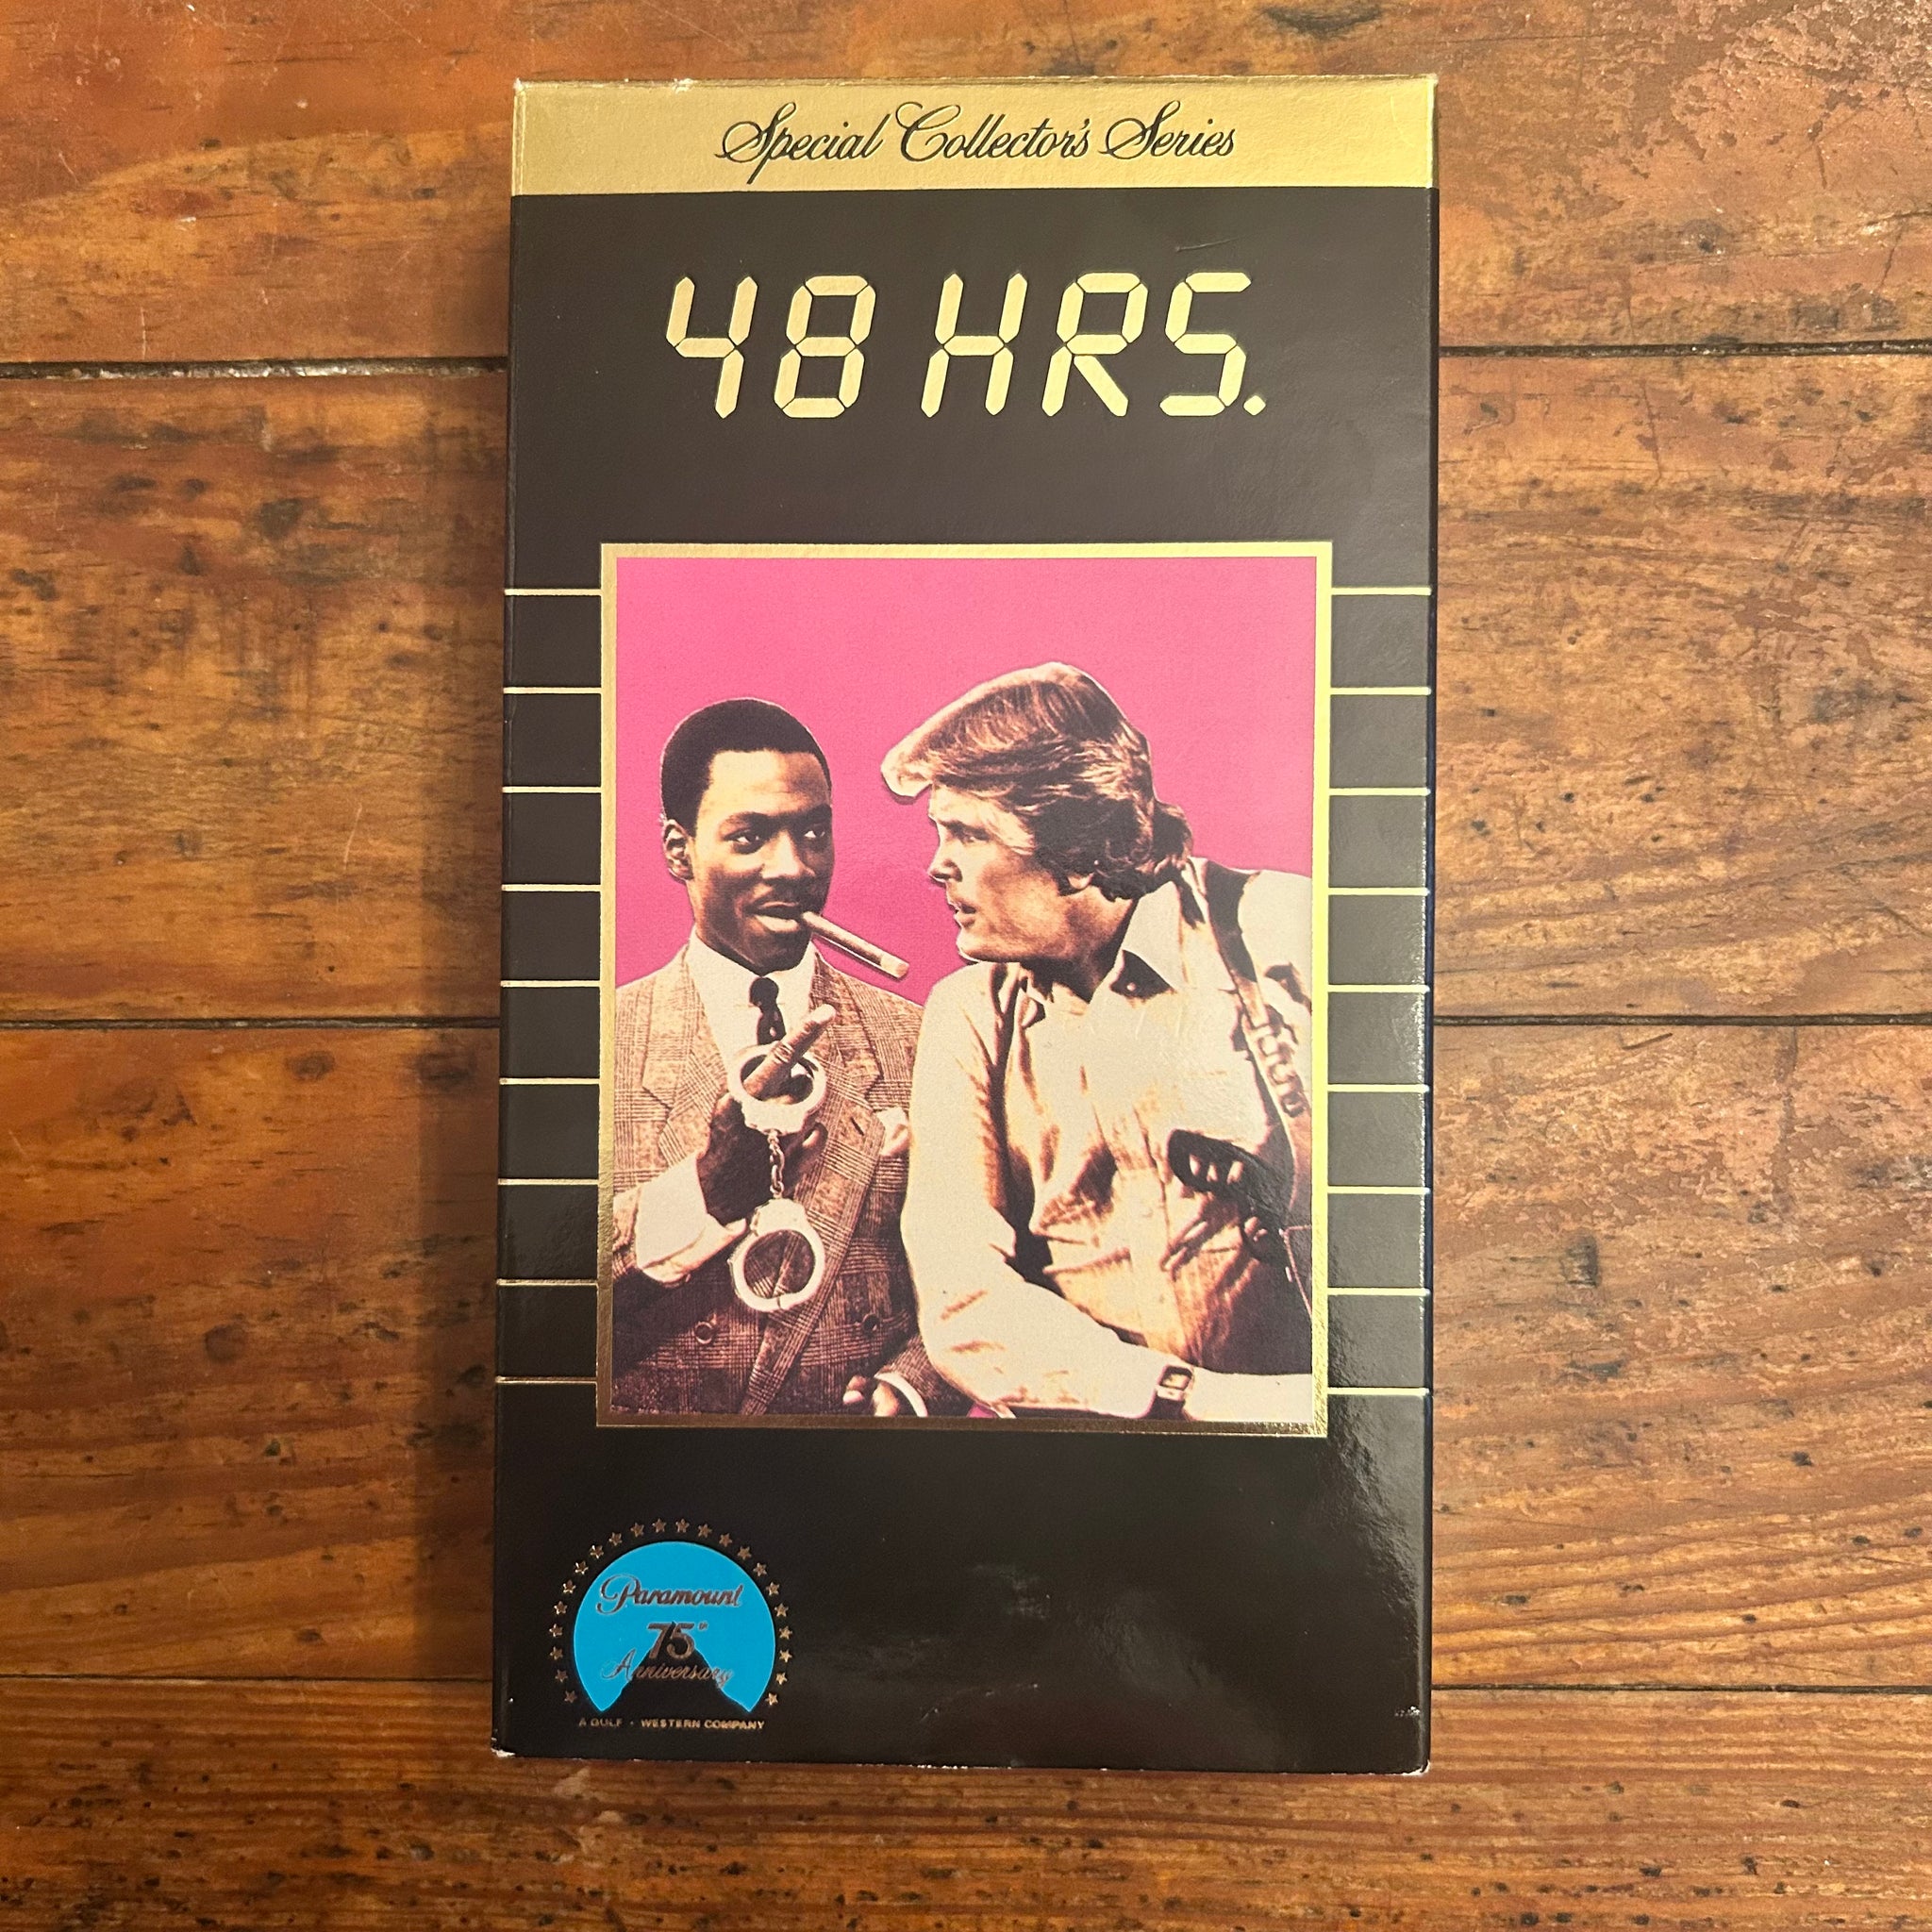 Special Collector's Series
48 HRS.
Paramount
75th
Anniversary
A GULF + WESTERN COMPANY